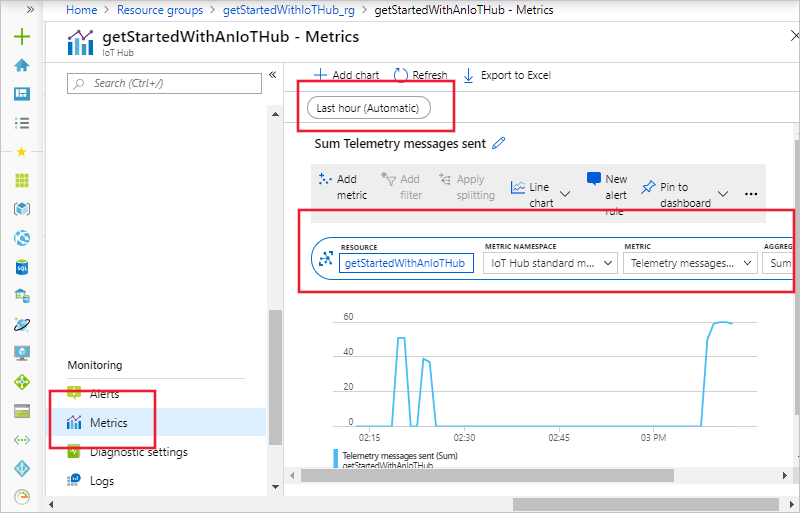 Home > Resource groups > getStartedWithIoTHub_rg > getStartedWithAnIoTHub - Metrics
getStartedWithAnIoTHub - Metrics
IoT Hub
Search (Ctrl+/)
Monitoring
Alerts
Metrics
Diagnostic settings
Logs
Add chart Refresh Export to Excel
Last hour (Automatic)
Sum Telemetry messages sent
Add metric
Add filter
Apply splitting
Line chart
New alert rule
Pin to dashboard
RESOURCE METRIC NAMESPACE METRIC AGGREG
getStartedWithAnIoTHub IoT Hub standard m... Telemetry messages... Sum
60
40
20
0
02:15 02:30 02:45 03 PM
Telemetry messages sent (Sum)
getStartedWithAnIoTHub